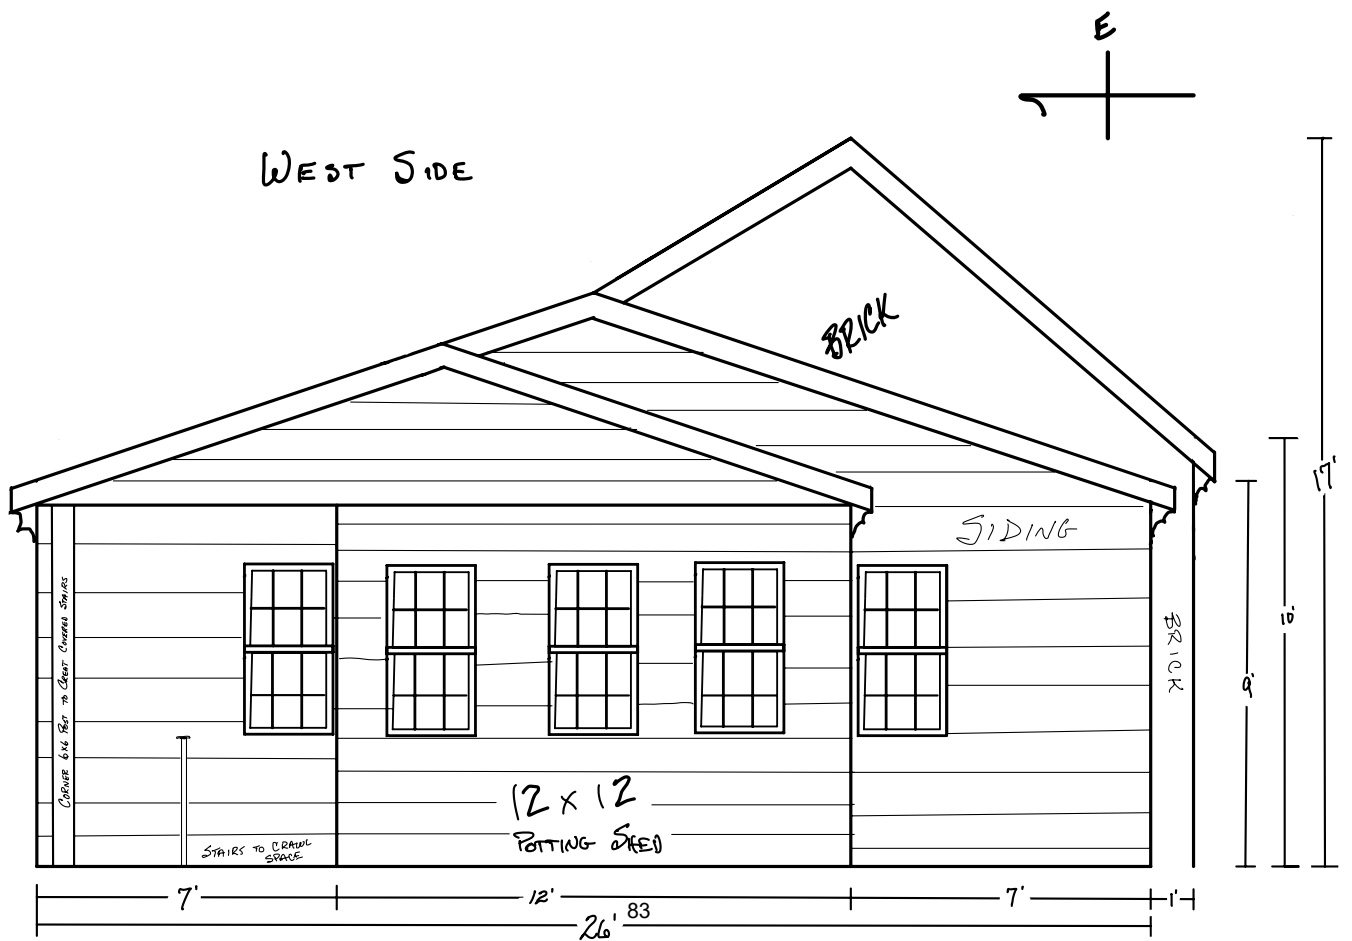 E
WEST SIDE
BRICK
17'
SIDING
10'
BRICK
9'
CORNER 6X6 POST TO CREAT COVERED STAIRS
12 x 12
POTTING SHED
STAIRS TO CRAWL
SPACE
7'
12'
7'
1'
83
26'